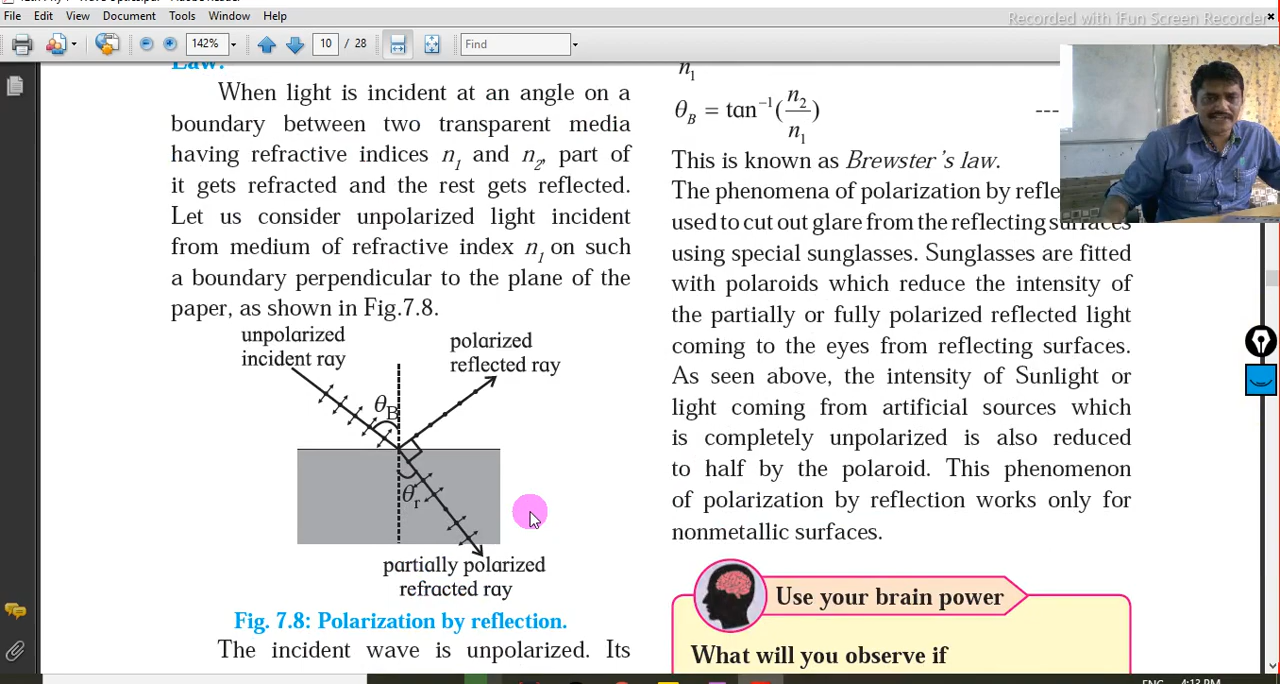 File Edit View Document Tools Window Help
Recorded with iFun Screen Recorder
142% 10 / 28 Find
Law:
When light is incident at an angle on a
boundary between two transparent media
having refractive indices n₁ and n₂, part of
it gets refracted and the rest gets reflected.
Let us consider unpolarized light incident
from medium of refractive index n₁ on such
a boundary perpendicular to the plane of the
paper, as shown in Fig.7.8.
unpolarized
incident ray
polarized
reflected ray
θB
θr
partially polarized
refracted ray
Fig. 7.8: Polarization by reflection.
The incident wave is unpolarized. Its
n₁
θB = tan⁻¹(n₂/n₁) ---
This is known as Brewster's law.
The phenomena of polarization by refle
used to cut out glare from the reflecting surfaces
using special sunglasses. Sunglasses are fitted
with polaroids which reduce the intensity of
the partially or fully polarized reflected light
coming to the eyes from reflecting surfaces.
As seen above, the intensity of Sunlight or
light coming from artificial sources which
is completely unpolarized is also reduced
to half by the polaroid. This phenomenon
of polarization by reflection works only for
nonmetallic surfaces.
Use your brain power
What will you observe if
ENG 4:13 PM